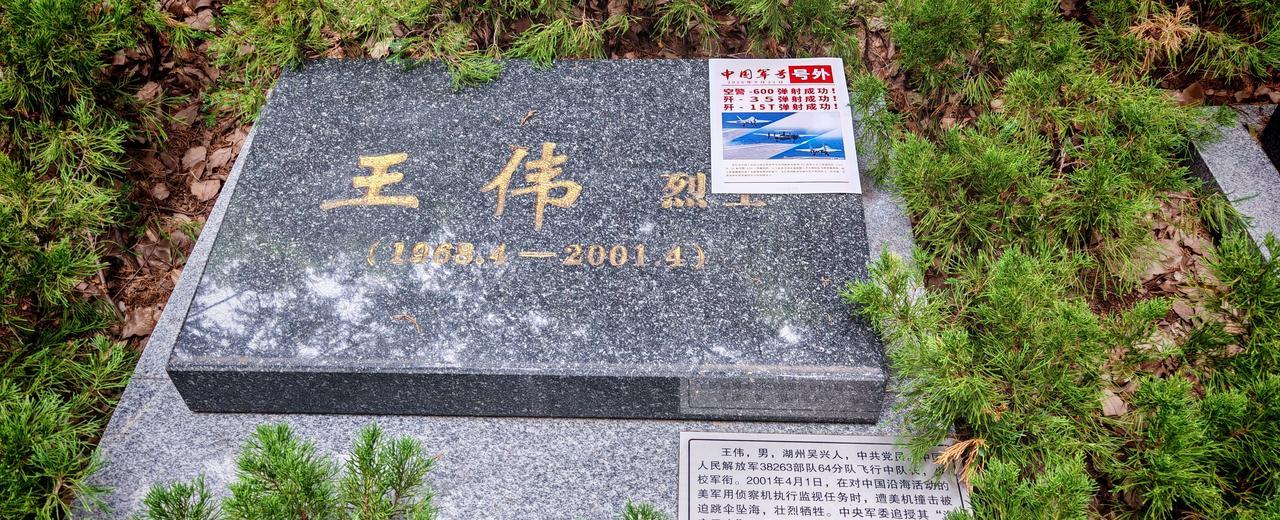 中国军号 号外
空警-600弹射成功!
歼-35弹射成功!
歼-15T弹射成功!
王伟 烈士
(1968.4—2001.4)
王伟,男,湖州吴兴人,中共党员,中国
人民解放军38263部队64分队飞行中队长,
校军衔。2001年4月1日,在对中国沿海活动的
美军用侦察机执行监视任务时,遭美机撞击被
迫跳伞坠海,壮烈牺牲。中央军委追授其“